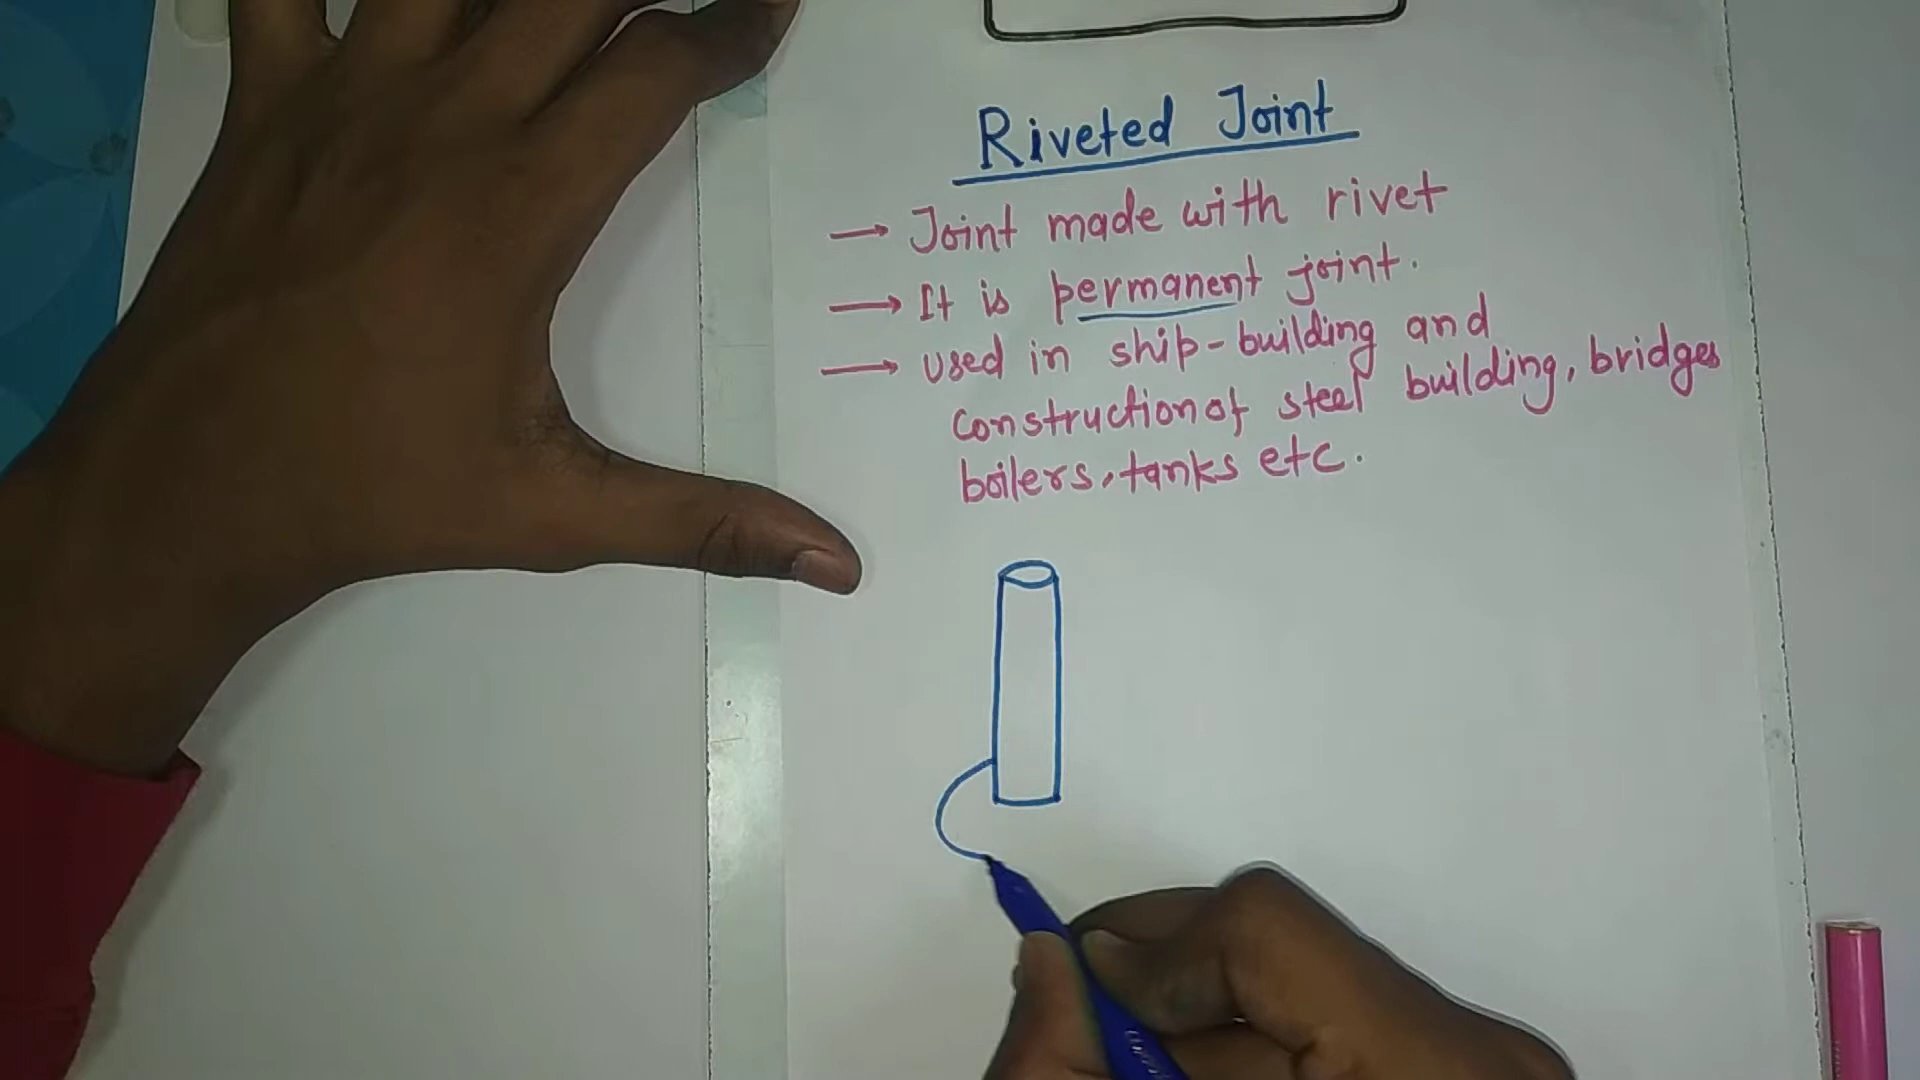 Riveted Joint
→ Joint made with rivet
→ It is permanent joint.
→ used in ship-building and
construction of steel building, bridges
boilers, tanks etc.